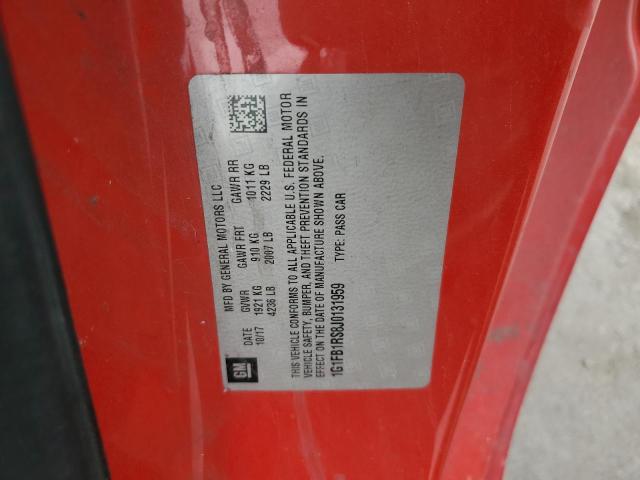 GM
MFD BY GENERAL MOTORS LLC
DATE GVWR GAWR FRT GAWR RR
10/17 1921 KG 910 KG 1011 KG
4236 LB 2007 LB 2229 LB
THIS VEHICLE CONFORMS TO ALL APPLICABLE U.S. FEDERAL MOTOR
VEHICLE SAFETY, BUMPER, AND THEFT PREVENTION STANDARDS IN
EFFECT ON THE DATE OF MANUFACTURE SHOWN ABOVE.
1G1FB1RS8J0131959 TYPE: PASS CAR